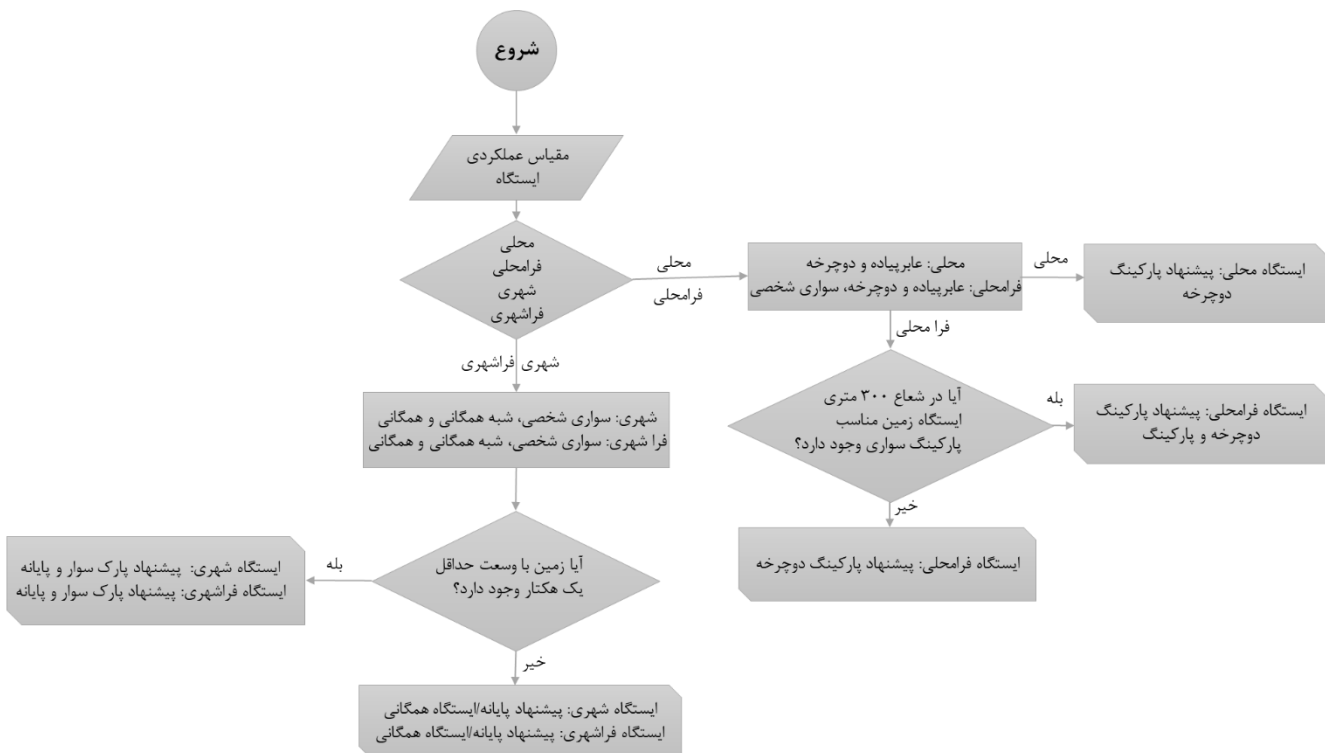 شروع
مقیاس عملکردی
ایستگاه
محلی
فرامحلی
شهری
فراشهری
محلی
فرامحلی
محلی: عابرپیاده و دوچرخه
فرامحلی: عابرپیاده و دوچرخه، سواری شخصی
محلی
ایستگاه محلی: پیشنهاد پارکینگ
دوچرخه
فرا محلی
آیا در شعاع ۳۰۰ متری
ایستگاه زمین مناسب
پارکینگ سواری وجود دارد؟
بله
ایستگاه فرامحلی: پیشنهاد پارکینگ
دوچرخه و پارکینگ
خیر
ایستگاه فرامحلی: پیشنهاد پارکینگ دوچرخه
شهری
فراشهری
شهری: سواری شخصی، شبه همگانی و همگانی
فرا شهری: سواری شخصی، شبه همگانی و همگانی
آیا زمین با وسعت حداقل
یک هکتار وجود دارد؟
بله
ایستگاه شهری: پیشنهاد پارک سوار و پایانه
ایستگاه فراشهری: پیشنهاد پارک سوار و پایانه
خیر
ایستگاه شهری: پیشنهاد پایانه/ایستگاه همگانی
ایستگاه فراشهری: پیشنهاد پایانه/ایستگاه همگانی